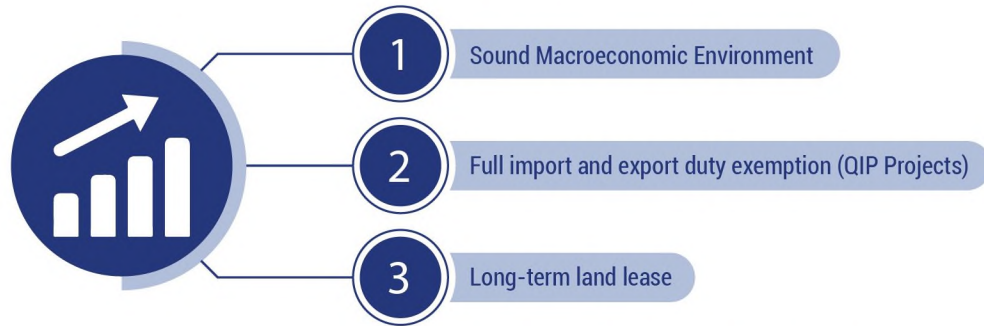 1
Sound Macroeconomic Environment
2
Full import and export duty exemption (QIP Projects)
3
Long-term land lease